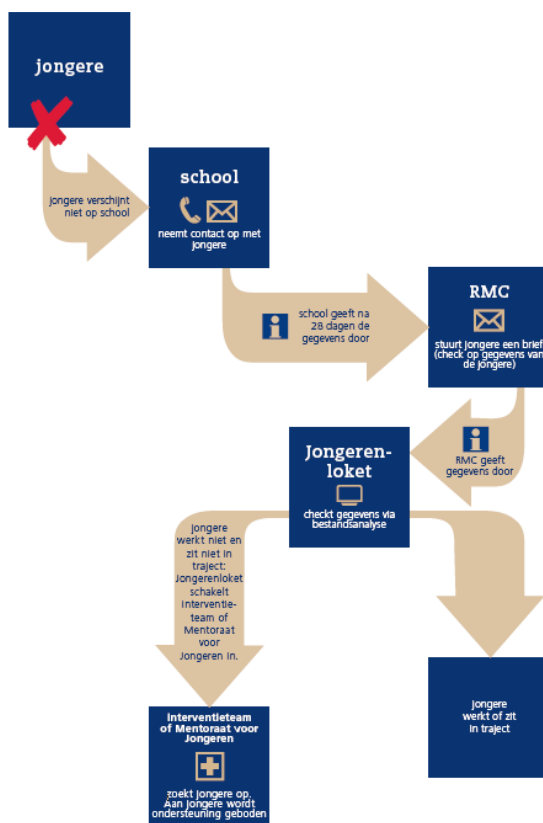 jongere
jongere verschijnt
niet op school
school
neemt contact op met
jongere
school geeft na
28 dagen de
gegevens door
RMC
stuurt jongere een brief
(check op gegevens van
de jongere)
RMC geeft
gegevens door
Jongeren-
loket
checkt gegevens via
bestandsanalyse
jongere
werkt niet en
zit niet in
traject:
Jongerenloket
schakelt
interventie-
team of
Mentoraat
voor
Jongeren in.
jongere
werkt of zit
in traject
Interventieteam
of Mentoraat voor
Jongeren
zoekt jongere op.
Aan jongere wordt
ondersteuning geboden